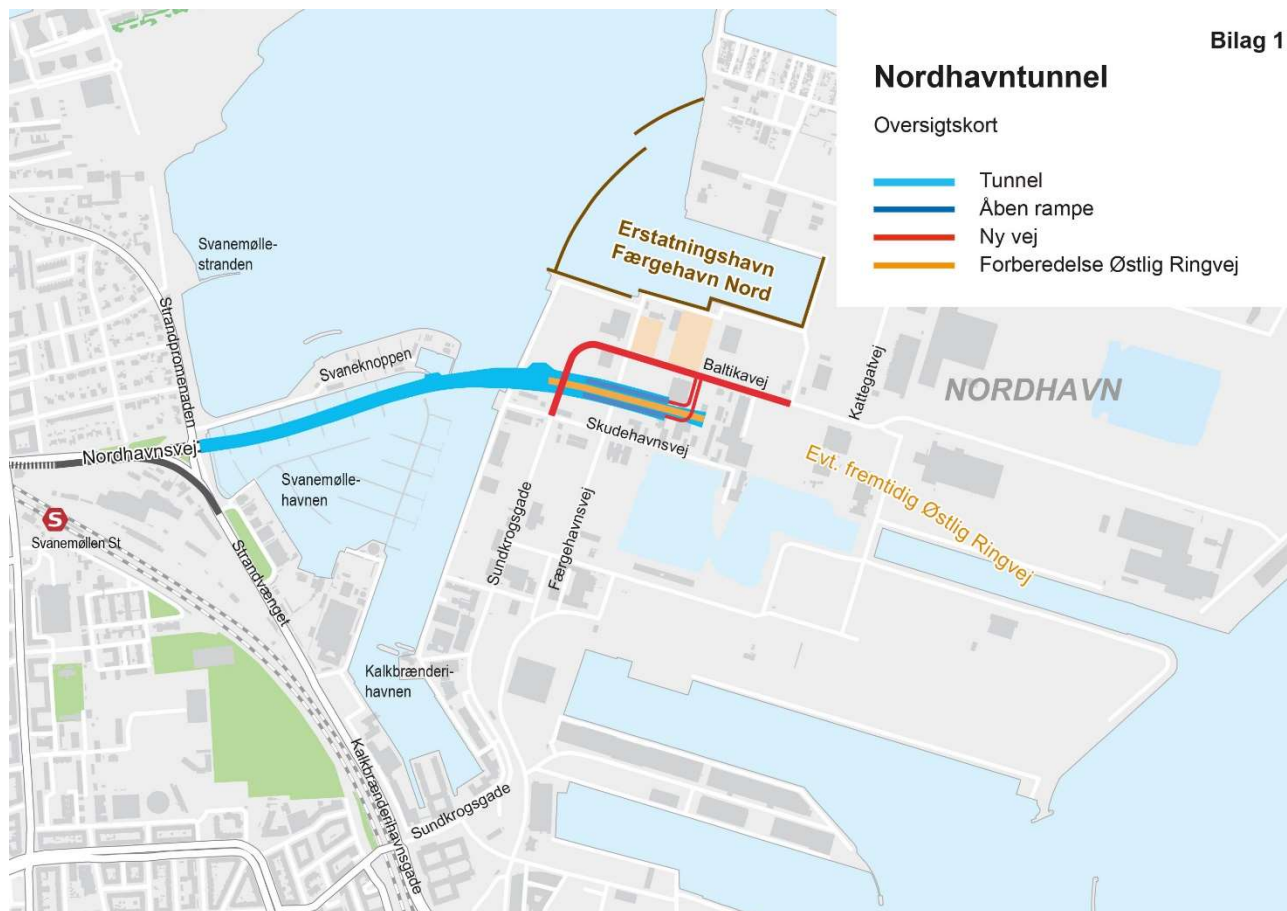 Bilag 1
Nordhavntunnel
Oversigtskort
Tunnel
Åben rampe
Ny vej
Forberedelse Østlig Ringvej
Erstatningshavn
Færgehavn Nord
Svanemølle-
stranden
Strandpromenaden
Svaneknoppen
Baltikavej
Kattegatvej
NORDHAVN
Nordhavnsvej
Skudehavnsvej
Svanemølle-
havnen
Evt. fremtidig Østlig Ringvej
S
Svanemøllen St
Strandvænget
Sundkrogsgade
Færgehavnsvej
Kalkbrænderi-
havnen
Kalkbrænderihavnsgade
Sundkrogsgade